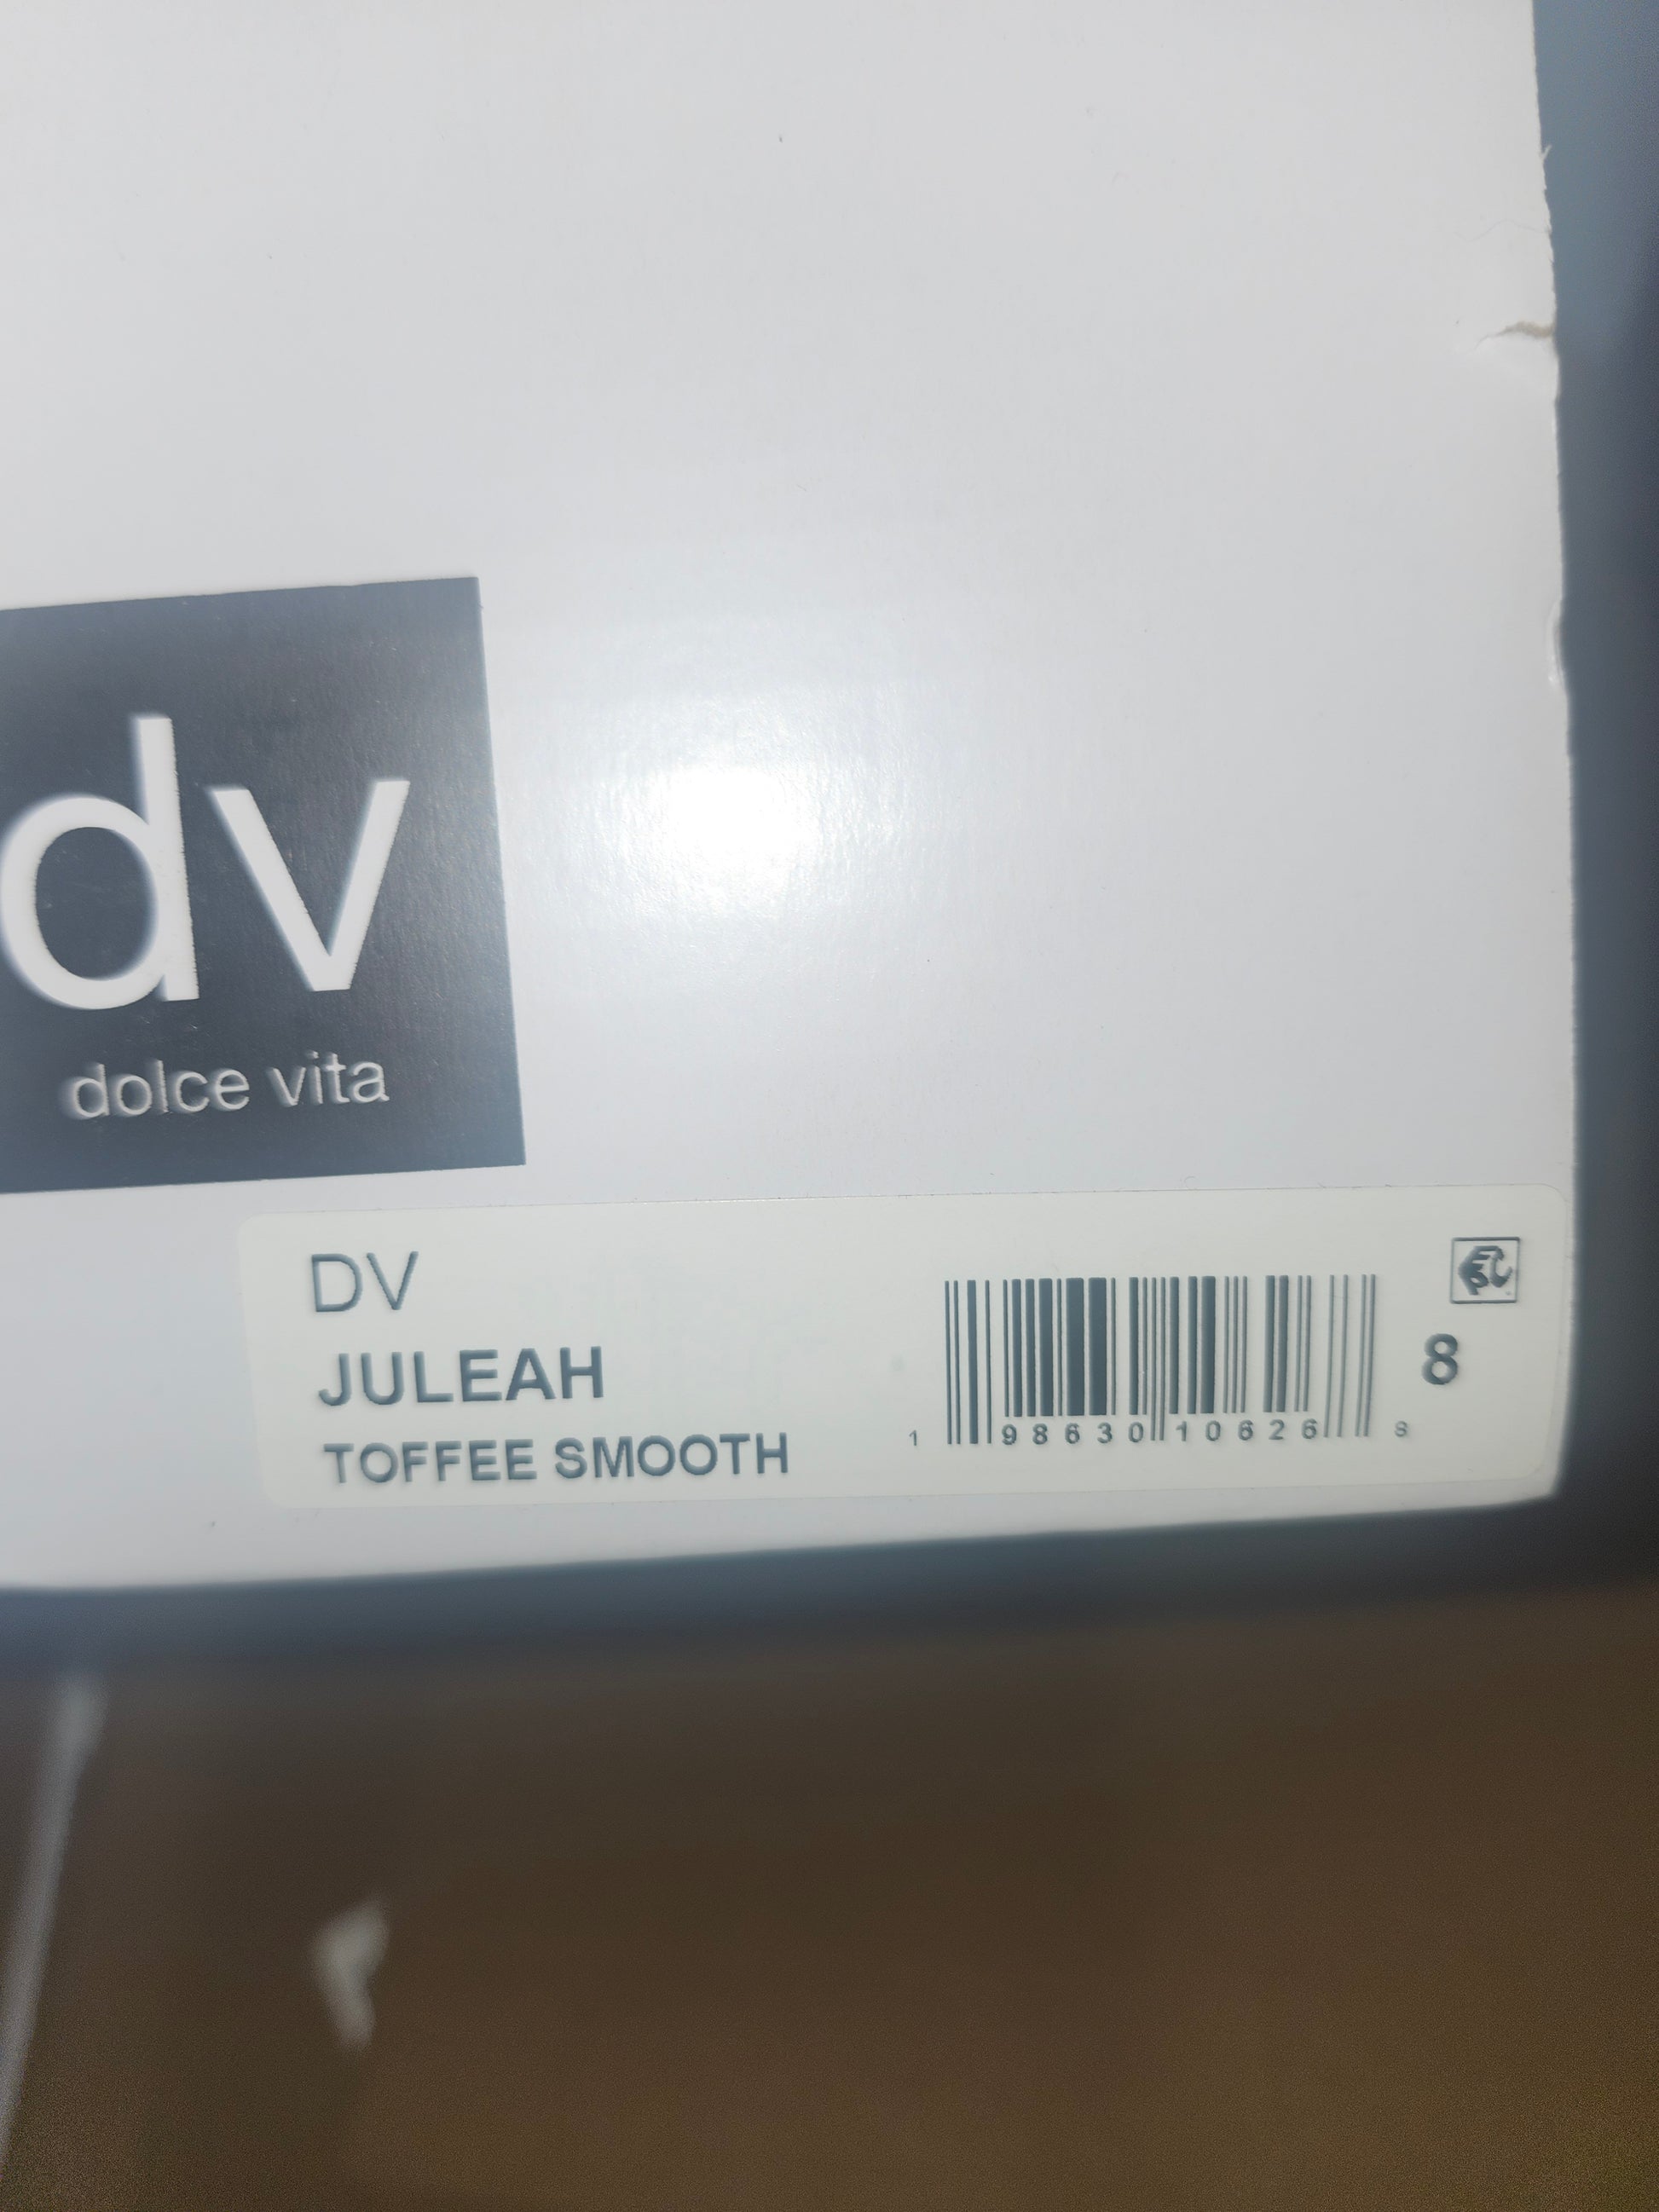 dv
dolce vita
DV
JULEAH
TOFFEE SMOOTH
1 98630 10626 8
8